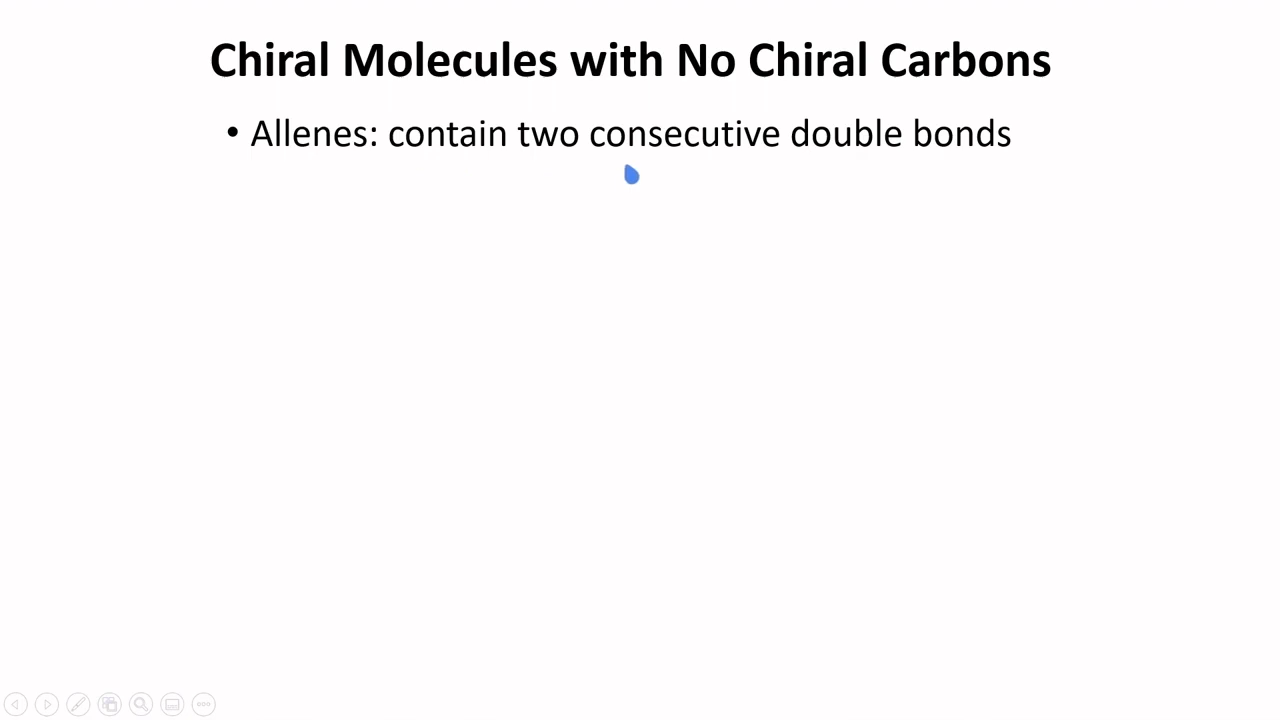 Chiral Molecules with No Chiral Carbons
• Allenes: contain two consecutive double bonds